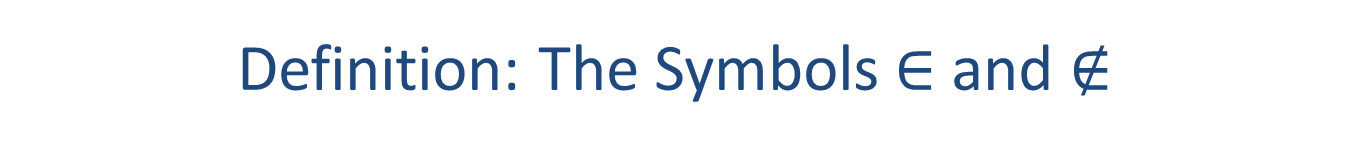 Definition: The Symbols ∈ and ∉